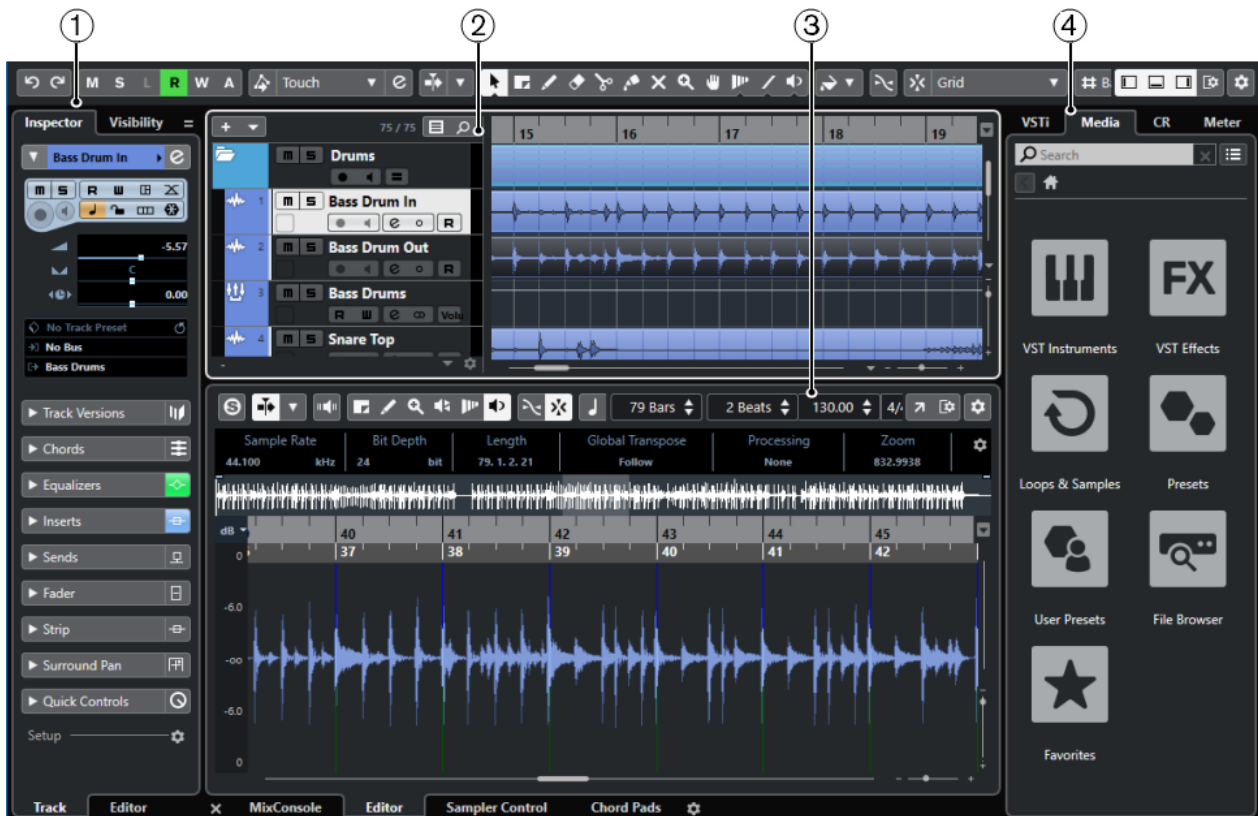 1 2 3 4
M S L R W A Touch Grid B
Inspector Visibility
Bass Drum In
-5.57
C
0.00
No Track Preset
No Bus
Bass Drums
Track Versions
Chords
Equalizers
Inserts
Sends
Fader
Strip
Surround Pan
Quick Controls
Setup
Track Editor
75 / 75
15 16 17 18 19
m S Drums
1 m S Bass Drum In
R
2 m S Bass Drum Out
R
3 m S Bass Drums
R W
4 m S Snare Top
79 Bars 2 Beats 130.00 4/
Sample Rate Bit Depth Length Global Transpose Processing Zoom
44.100 kHz 24 bit 79. 1. 2. 21 Follow None 832.9938
dB 40 41 42 43 44 45
0 37 38 39 40 41 42
-6.0
-oo
-6.0
0
MixConsole Editor Sampler Control Chord Pads
VSTi Media CR Meter
Search
FX
VST Instruments VST Effects
Loops & Samples Presets
User Presets File Browser
Favorites